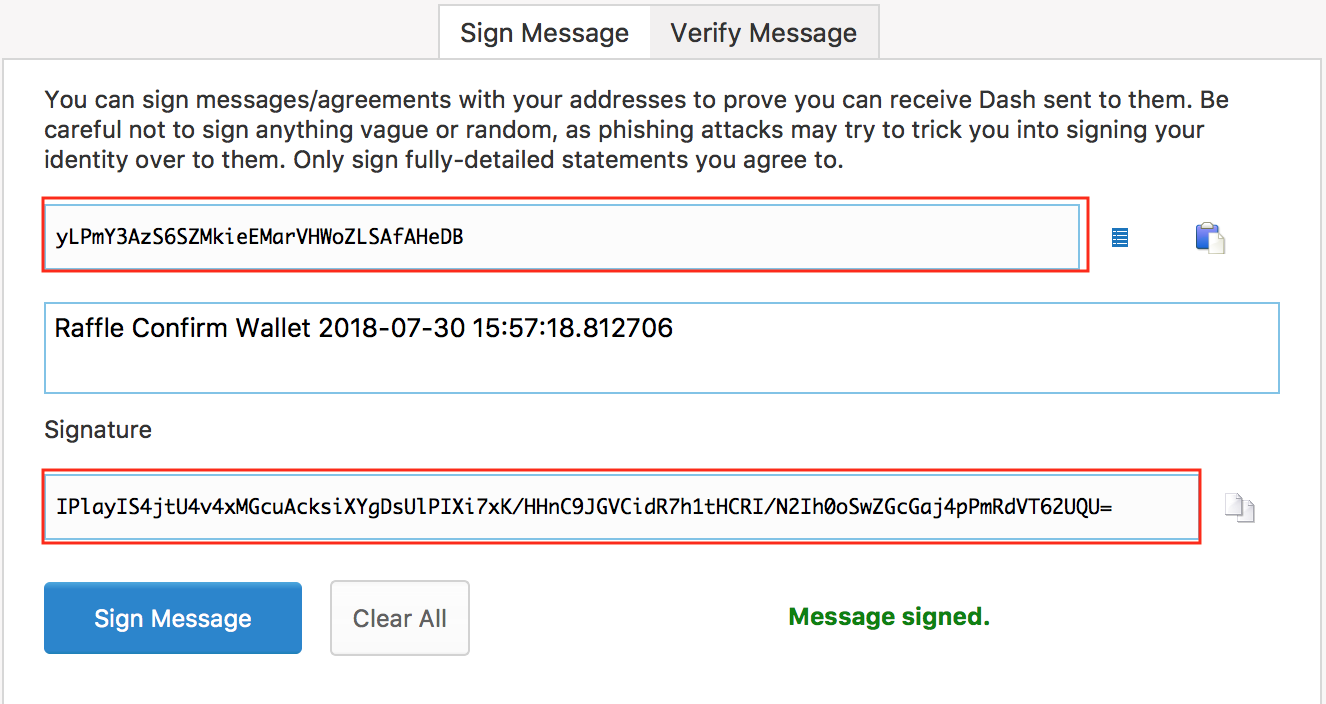 Sign Message
Verify Message
You can sign messages/agreements with your addresses to prove you can receive Dash sent to them. Be
careful not to sign anything vague or random, as phishing attacks may try to trick you into signing your
identity over to them. Only sign fully-detailed statements you agree to.
yLPmY3AzS6SZMkieEMarVHWoZLSAfAHeDB
Raffle Confirm Wallet 2018-07-30 15:57:18.812706
Signature
IPlayIS4jtU4v4xMGcuAcksiXYgDsUlPIXi7xK/HHnC9JGVCidR7h1tHCRI/N2Ih0oSwZGcGaj4pPmRdVT62UQU=
Sign Message
Clear All
Message signed.